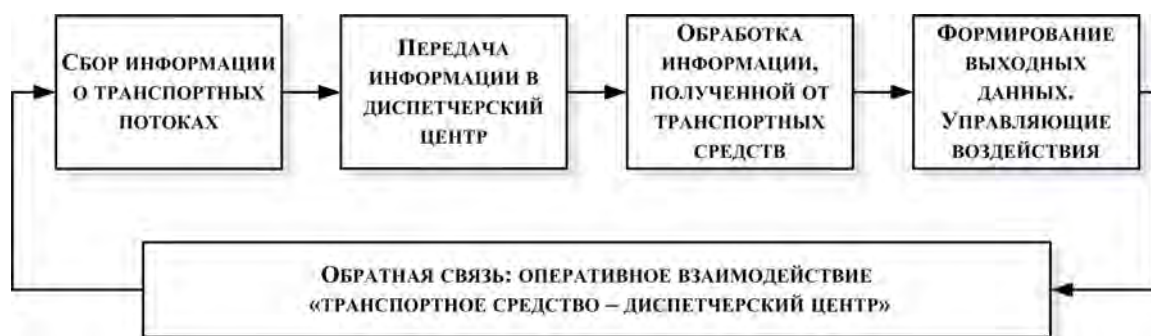 Сбор информации
о транспортных
потоках
Передача
информации в
диспетчерский
центр
Обработка
информации,
полученной от
транспортных
средств
Формирование
выходных
данных.
Управляющие
воздействия
Обратная связь: оперативное взаимодействие
«транспортное средство – диспетчерский центр»